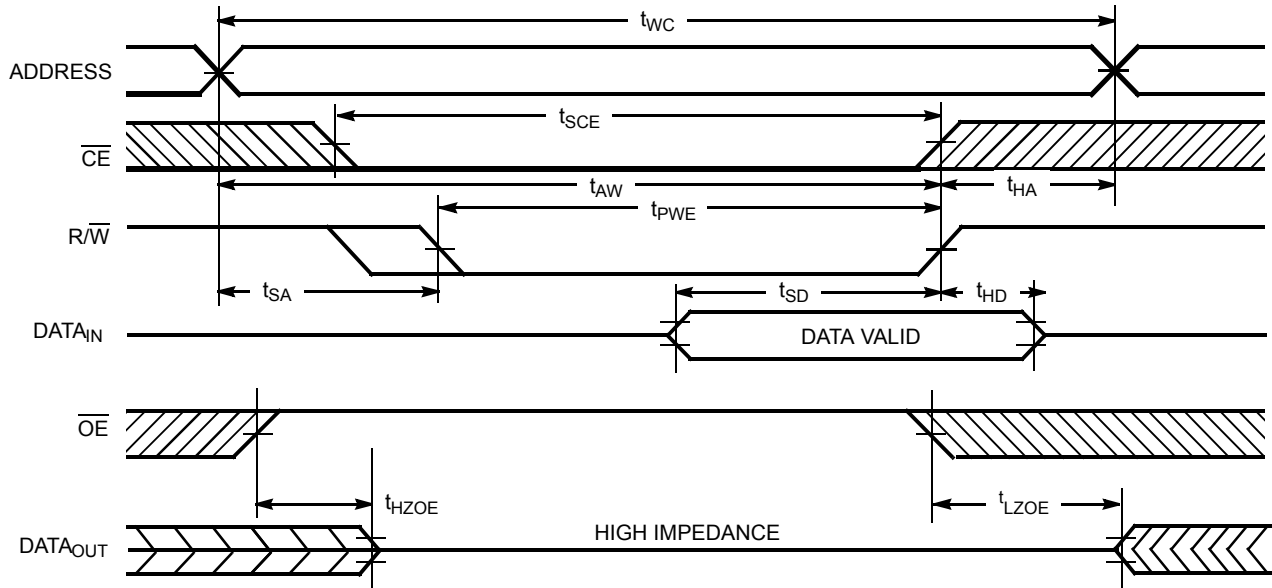 tWC
ADDRESS
tSCE
CE
tAW
tHA
tPWE
R/W
tSA
tSD
tHD
DATAIN
DATA VALID
OE
tHZOE
tLZOE
HIGH IMPEDANCE
DATAOUT